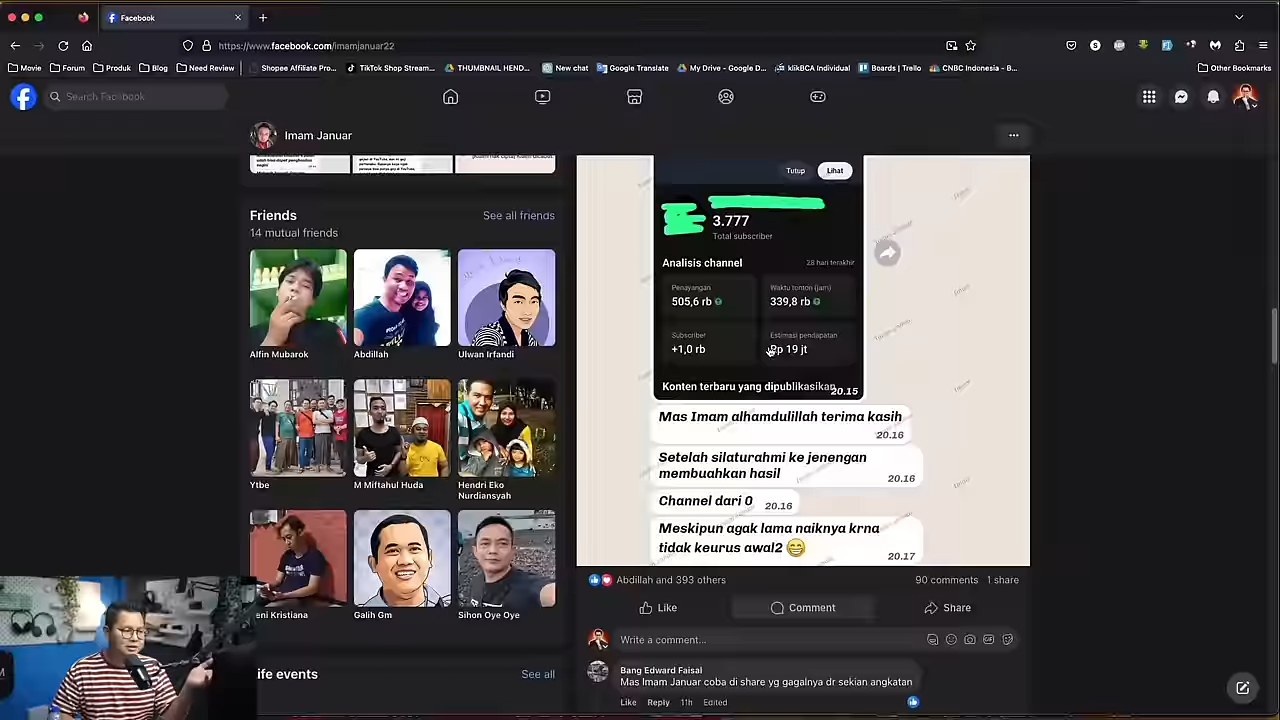 Facebook
https://www.facebook.com/imamjanuar22
Movie
Forum
Produk
Blog
Need Review
Shopee Affiliate Pro...
TikTok Shop Stream...
THUMBNAIL HEND...
New chat
Google Translate
My Drive - Google D...
klikBCA Individual
Boards | Trello
CNBC Indonesia - B...
Other Bookmarks
Search Facebook
Imam Januar
Friends
See all friends
14 mutual friends
Alfin Mubarok
Abdillah
Ulwan Irfandi
Ytbe
M Miftahul Huda
Hendri Eko
Nurdiansyah
eni Kristiana
Galih Gm
Sihon Oye Oye
ife events
See all
Tutup
Lihat
3.777
Total subscriber
Analisis channel
28 hari terakhir
Penayangan
505,6 rb
Waktu tonton (jam)
339,8 rb
Subscriber
+1,0 rb
Estimasi pendapatan
Rp 19 jt
Konten terbaru yang dipublikasikan
20.15
Mas Imam alhamdulillah terima kasih
20.16
Setelah silaturahmi ke jenengan
membuahkan hasil
20.16
Channel dari 0
20.16
Meskipun agak lama naiknya krna
tidak keurus awal2 😁
20.17
Abdillah and 393 others
90 comments
1 share
Like
Comment
Share
Write a comment...
Bang Edward Faisal
Mas Imam Januar coba di share yg gagalnya dr sekian angkatan
Like
Reply
11h
Edited